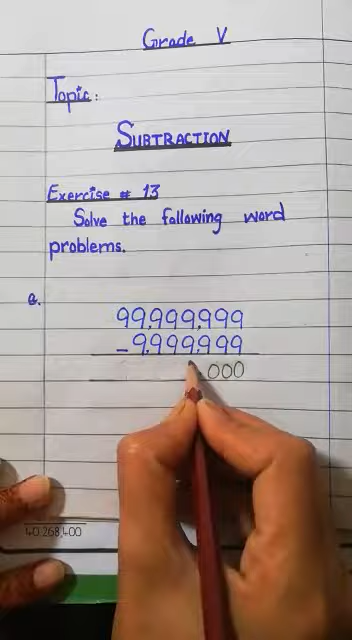 Grade V
Topic:
SUBTRACTION
Exercise # 13
Solve the following word
problems.
a.
99,999,999
- 9,999,999
,000
40,268,400